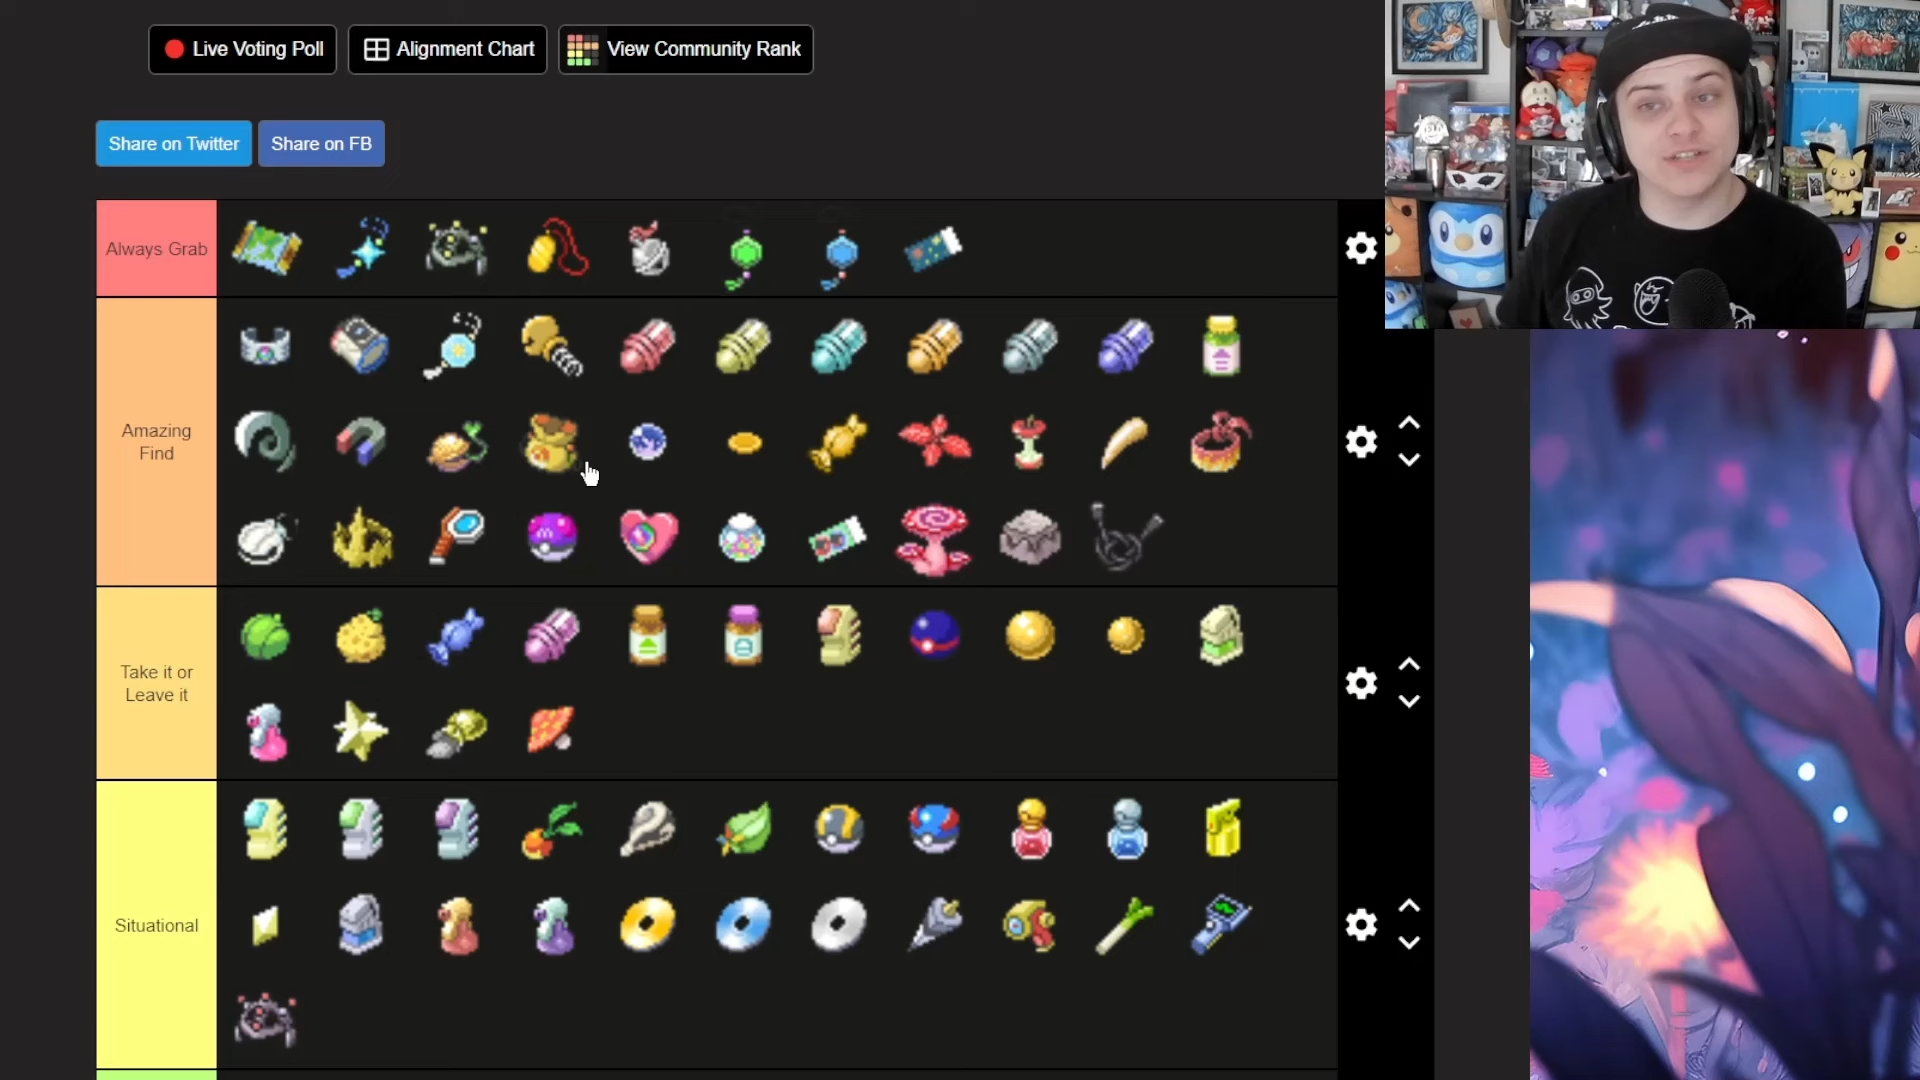 Live Voting Poll
Alignment Chart
View Community Rank
Share on Twitter
Share on FB
Always Grab
Amazing
Find
Take it or
Leave it
Situational